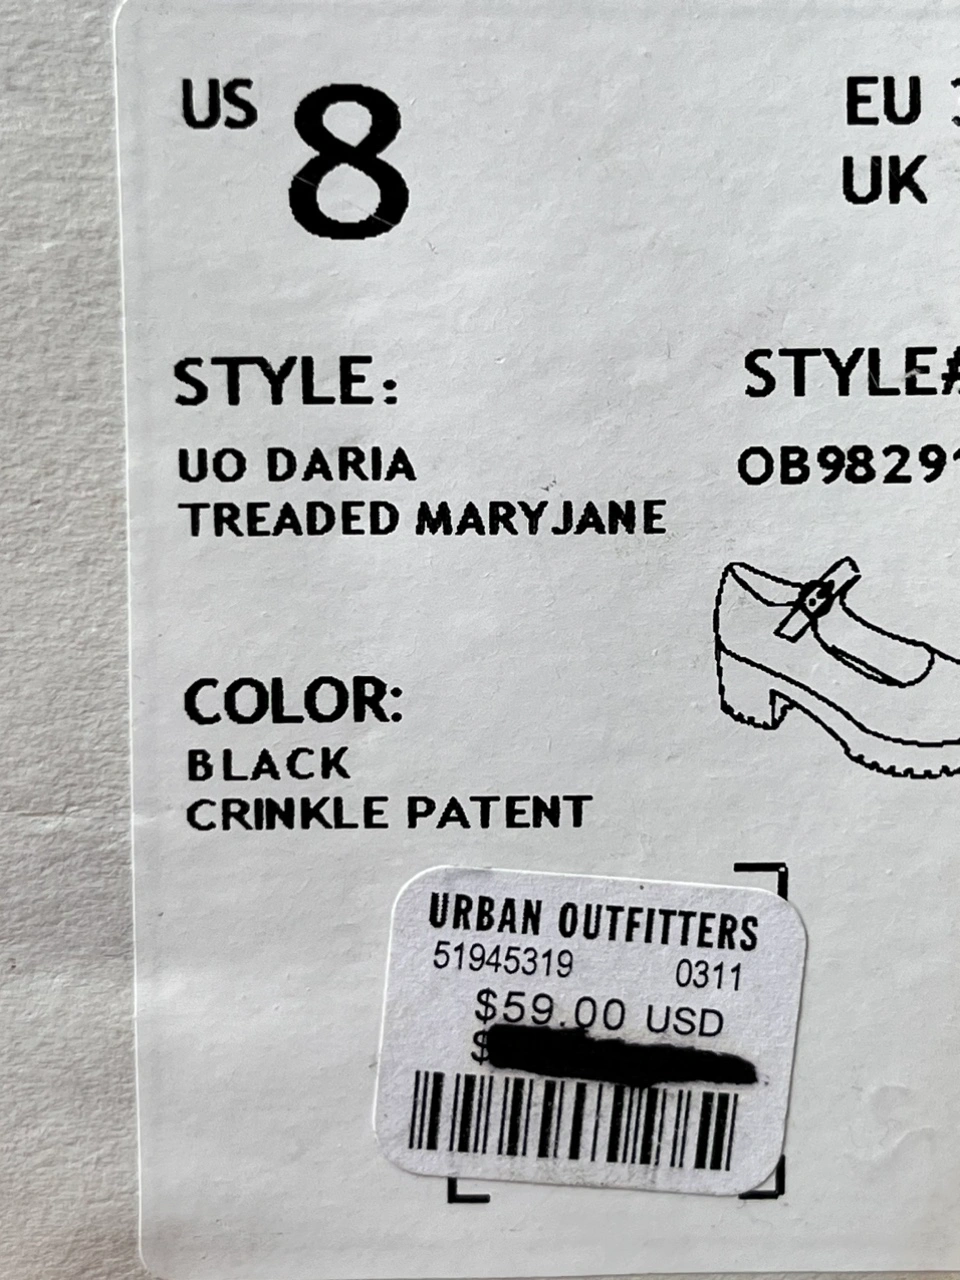 US 8
EU
UK
STYLE:
UO DARIA
TREADED MARYJANE
STYLE#
OB9829
COLOR:
BLACK
CRINKLE PATENT
URBAN OUTFITTERS
51945319 0311
$59.00 USD
$